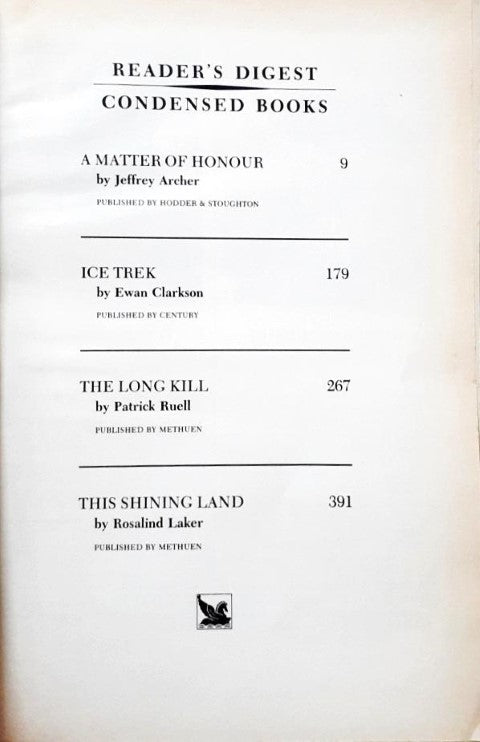 READER'S DIGEST
CONDENSED BOOKS
A MATTER OF HONOUR 9
by Jeffrey Archer
PUBLISHED BY HODDER & STOUGHTON
ICE TREK 179
by Ewan Clarkson
PUBLISHED BY CENTURY
THE LONG KILL 267
by Patrick Ruell
PUBLISHED BY METHUEN
THIS SHINING LAND 391
by Rosalind Laker
PUBLISHED BY METHUEN